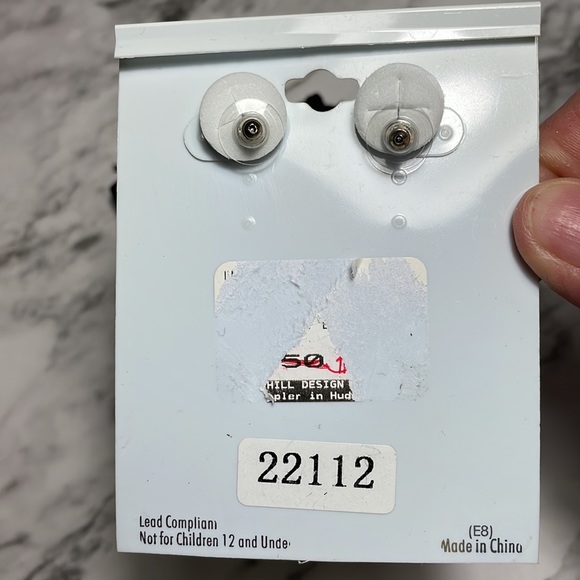 50
HILL DESIGN
pler in Hud
22112
Lead Complian
Not for Children 12 and Unde
(E8)
Made in China